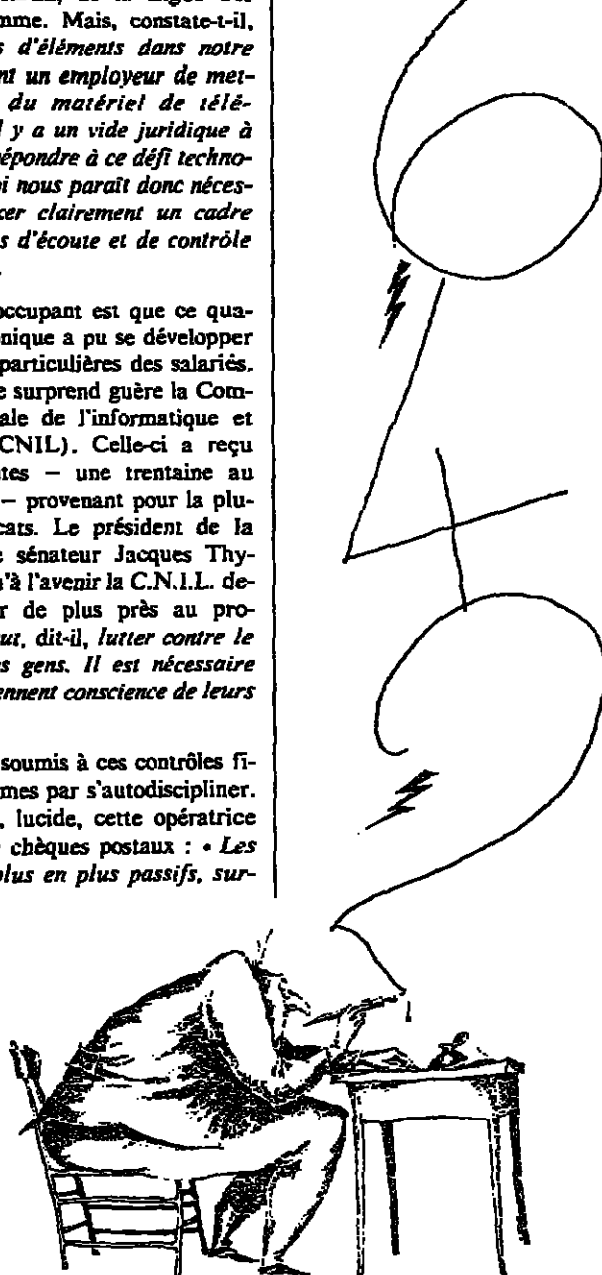 mme. Mais, constate-t-il,
s d'éléments dans notre
nt un employeur de met-
du matériel de télé-
l y a un vide juridique à
répondre à ce défi techno-
oi nous paraît donc néces-
cer clairement un cadre
s d'écoute et de contrôle
occupant est que ce qua-
nique a pu se développer
particulières des salariés.
e surprend guère la Com-
ale de l'informatique et
CNIL). Celle-ci a reçu
tes — une trentaine au
— provenant pour la plu-
cats. Le président de la
e sénateur Jacques Thy-
'à l'avenir la C.N.I.L. de-
r de plus près au pro-
ut, dit-il, lutter contre le
s gens. Il est nécessaire
ennent conscience de leurs
soumis à ces contrôles fi-
mes par s'autodiscipliner.
, lucide, cette opératrice
chèques postaux : • Les
plus en plus passifs, sur-
6
4